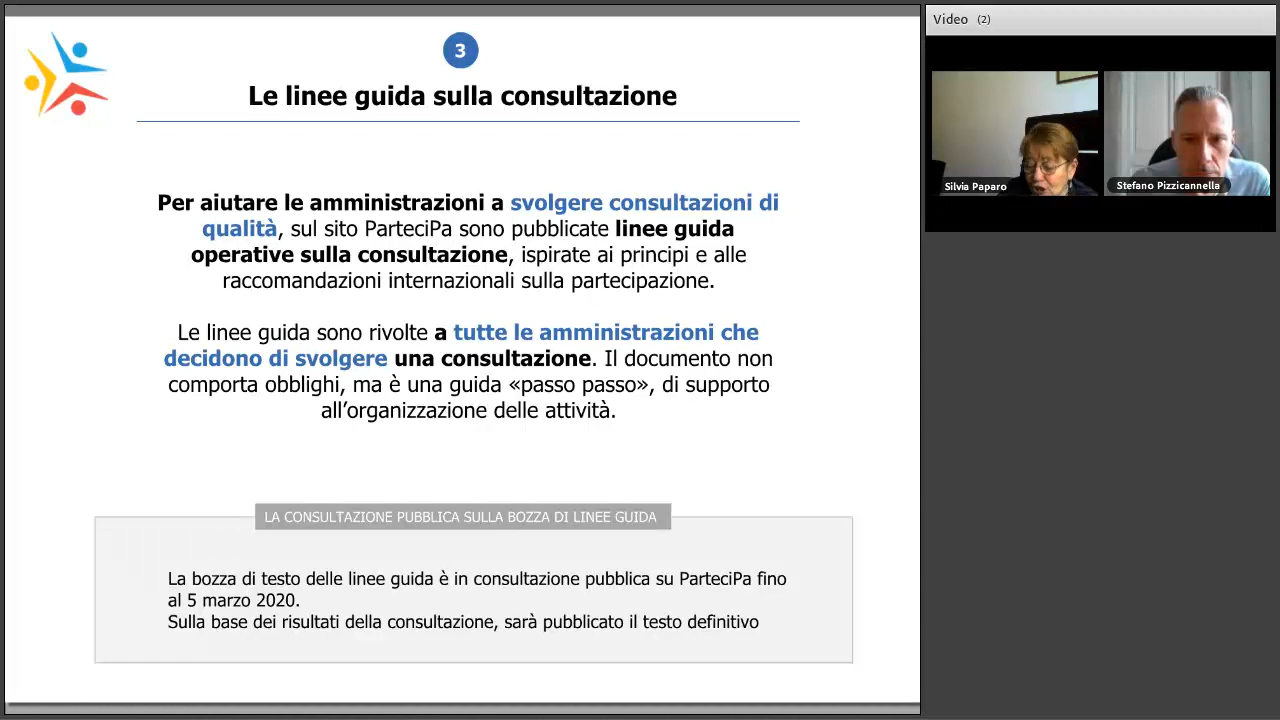 3
Le linee guida sulla consultazione
Per aiutare le amministrazioni a svolgere consultazioni di
qualità, sul sito ParteciPa sono pubblicate linee guida
operative sulla consultazione, ispirate ai principi e alle
raccomandazioni internazionali sulla partecipazione.
Le linee guida sono rivolte a tutte le amministrazioni che
decidono di svolgere una consultazione. Il documento non
comporta obblighi, ma è una guida «passo passo», di supporto
all’organizzazione delle attività.
LA CONSULTAZIONE PUBBLICA SULLA BOZZA DI LINEE GUIDA
La bozza di testo delle linee guida è in consultazione pubblica su ParteciPa fino
al 5 marzo 2020.
Sulla base dei risultati della consultazione, sarà pubblicato il testo definitivo
Video (2)
Silvia Paparo
Stefano Pizzicannella